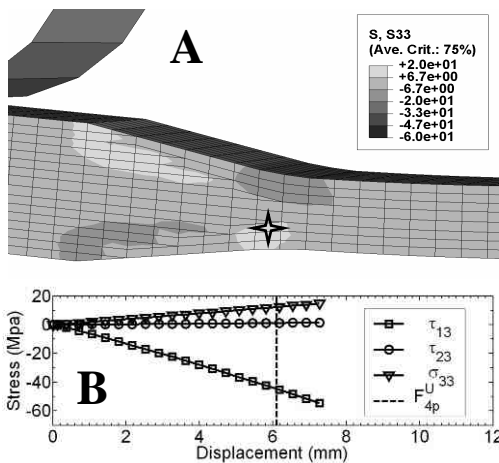 A
S, S33
(Ave. Crit.: 75%)
+2.0e+01
+6.7e+00
-6.7e+00
-2.0e+01
-3.3e+01
-4.7e+01
-6.0e+01
B
Stress (Mpa)
20
0
-20
-40
-60
0 2 4 6 8 10 12
Displacement (mm)
τ13
τ23
σ33
F4pU